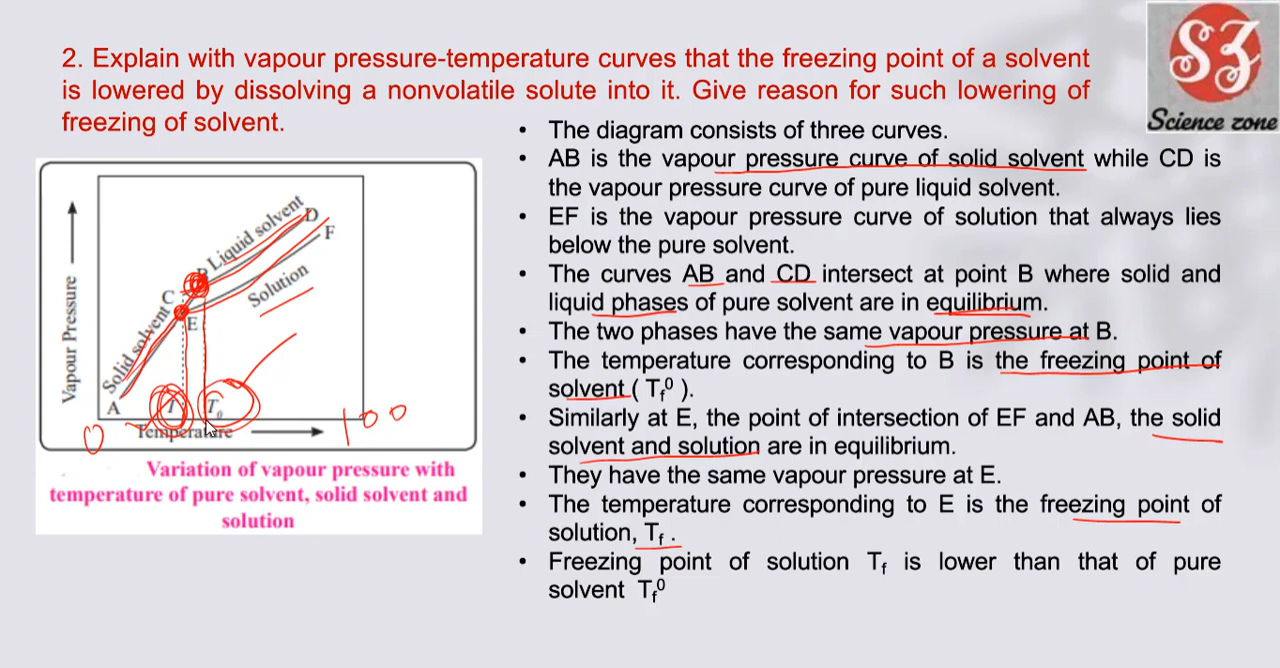 2. Explain with vapour pressure-temperature curves that the freezing point of a solvent
is lowered by dissolving a nonvolatile solute into it. Give reason for such lowering of
freezing of solvent.
SZ
Science zone
• The diagram consists of three curves.
• AB is the vapour pressure curve of solid solvent while CD is
the vapour pressure curve of pure liquid solvent.
• EF is the vapour pressure curve of solution that always lies
below the pure solvent.
• The curves AB and CD intersect at point B where solid and
liquid phases of pure solvent are in equilibrium.
• The two phases have the same vapour pressure at B.
• The temperature corresponding to B is the freezing point of
solvent ( Tf⁰ ).
• Similarly at E, the point of intersection of EF and AB, the solid
solvent and solution are in equilibrium.
• They have the same vapour pressure at E.
• The temperature corresponding to E is the freezing point of
solution, Tf .
• Freezing point of solution Tf is lower than that of pure
solvent Tf⁰
Vapour Pressure
Solid solvent
Liquid solvent
Solution
A
B
C
D
E
F
T
T₀
0
100
Temperature
Variation of vapour pressure with
temperature of pure solvent, solid solvent and
solution